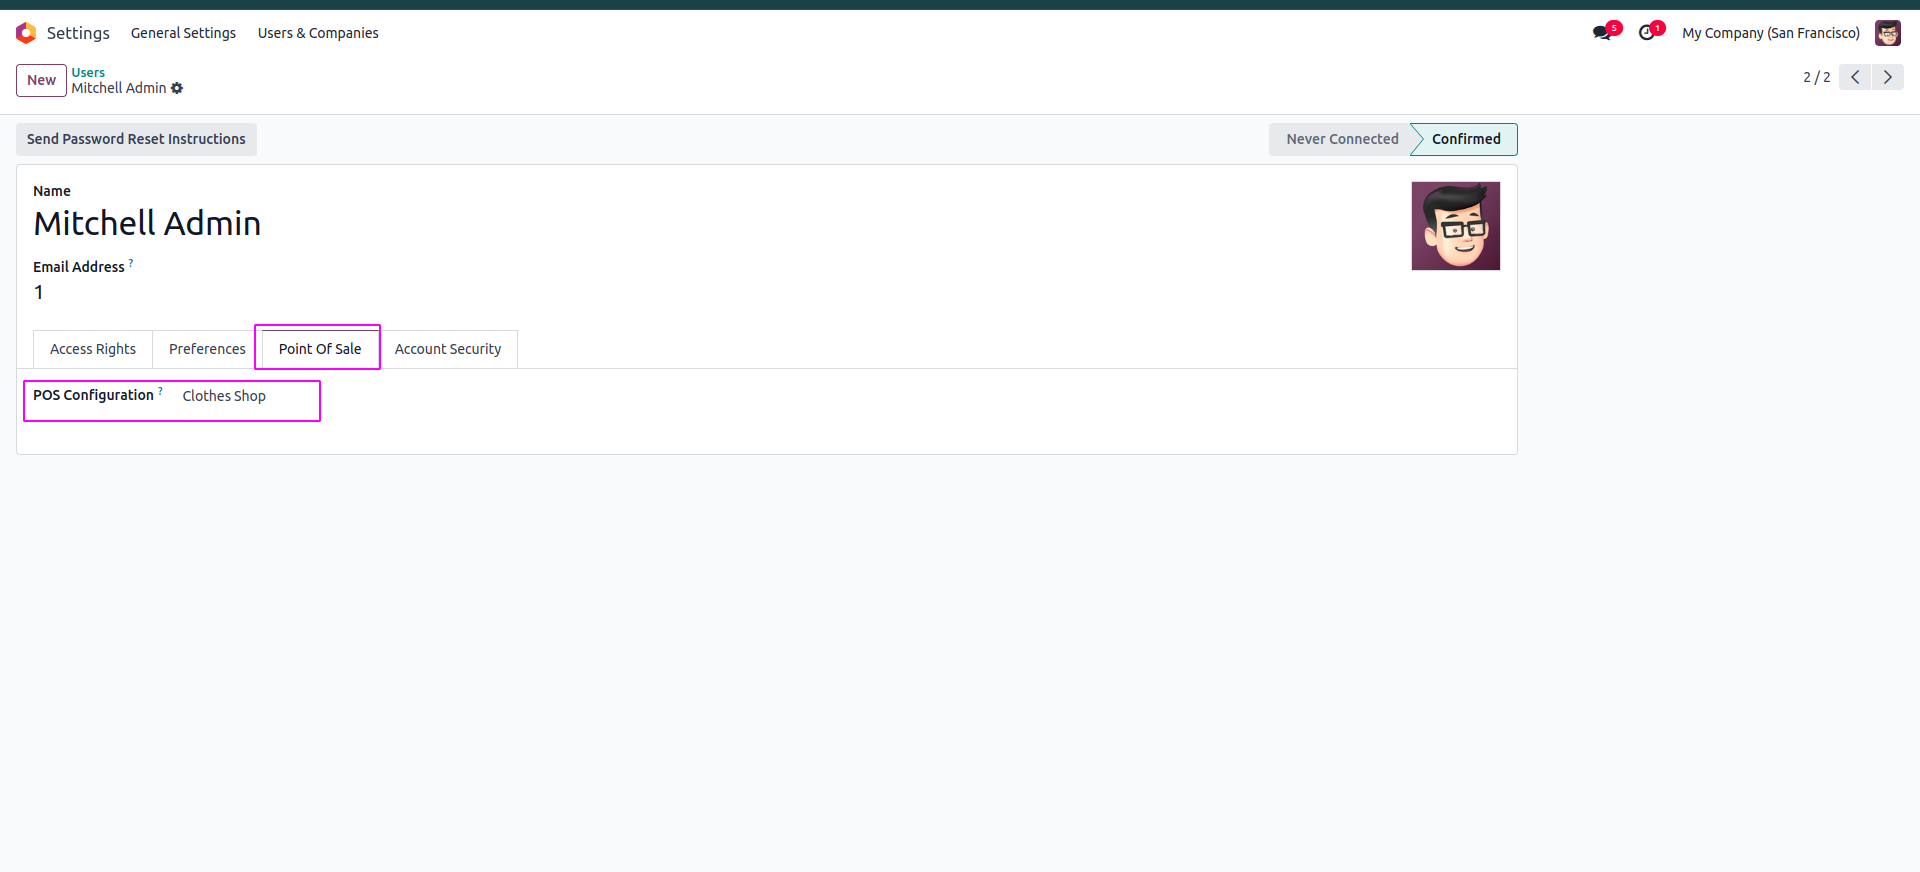 Settings General Settings Users & Companies 5 1 My Company (San Francisco)
New Users
Mitchell Admin 2 / 2
Send Password Reset Instructions Never Connected Confirmed
Name
Mitchell Admin
Email Address ?
1
Access Rights Preferences Point Of Sale Account Security
POS Configuration ? Clothes Shop